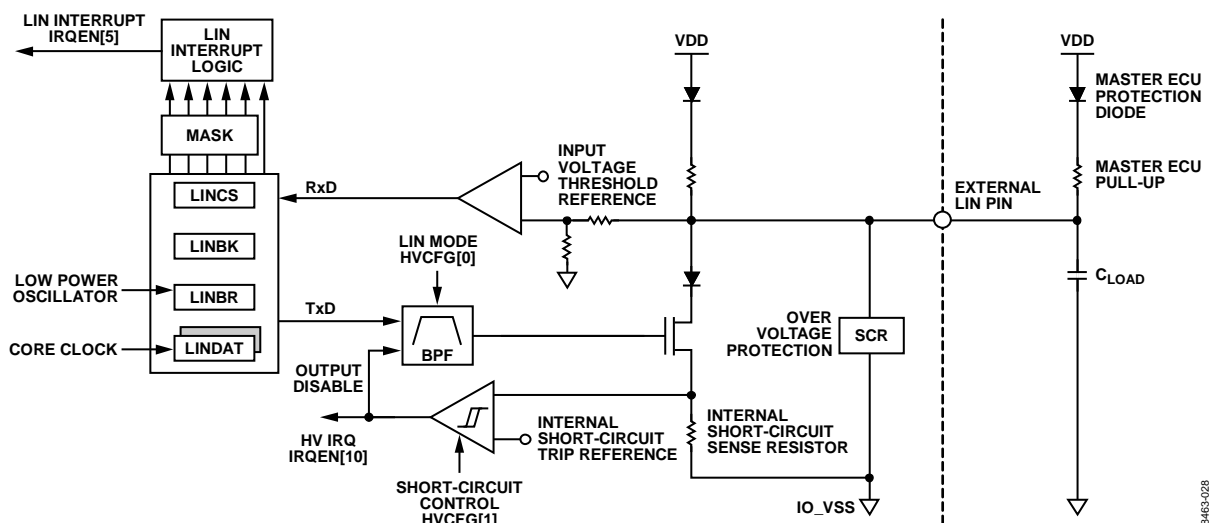 LIN INTERRUPT
IRQEN[5]
LIN
INTERRUPT
LOGIC
MASK
LINCS
LINBK
LINBR
LINDAT
LOW POWER
OSCILLATOR
CORE CLOCK
RxD
TxD
INPUT
VOLTAGE
THRESHOLD
REFERENCE
LIN MODE
HVCFG[0]
BPF
OUTPUT
DISABLE
HV IRQ
IRQEN[10]
SHORT-CIRCUIT
CONTROL
HVCFG[1]
INTERNAL
SHORT-CIRCUIT
TRIP REFERENCE
INTERNAL
SHORT-CIRCUIT
SENSE RESISTOR
VDD
OVER
VOLTAGE
PROTECTION
SCR
IO_VSS
EXTERNAL
LIN PIN
VDD
MASTER ECU
PROTECTION
DIODE
MASTER ECU
PULL-UP
CLOAD
8463-028